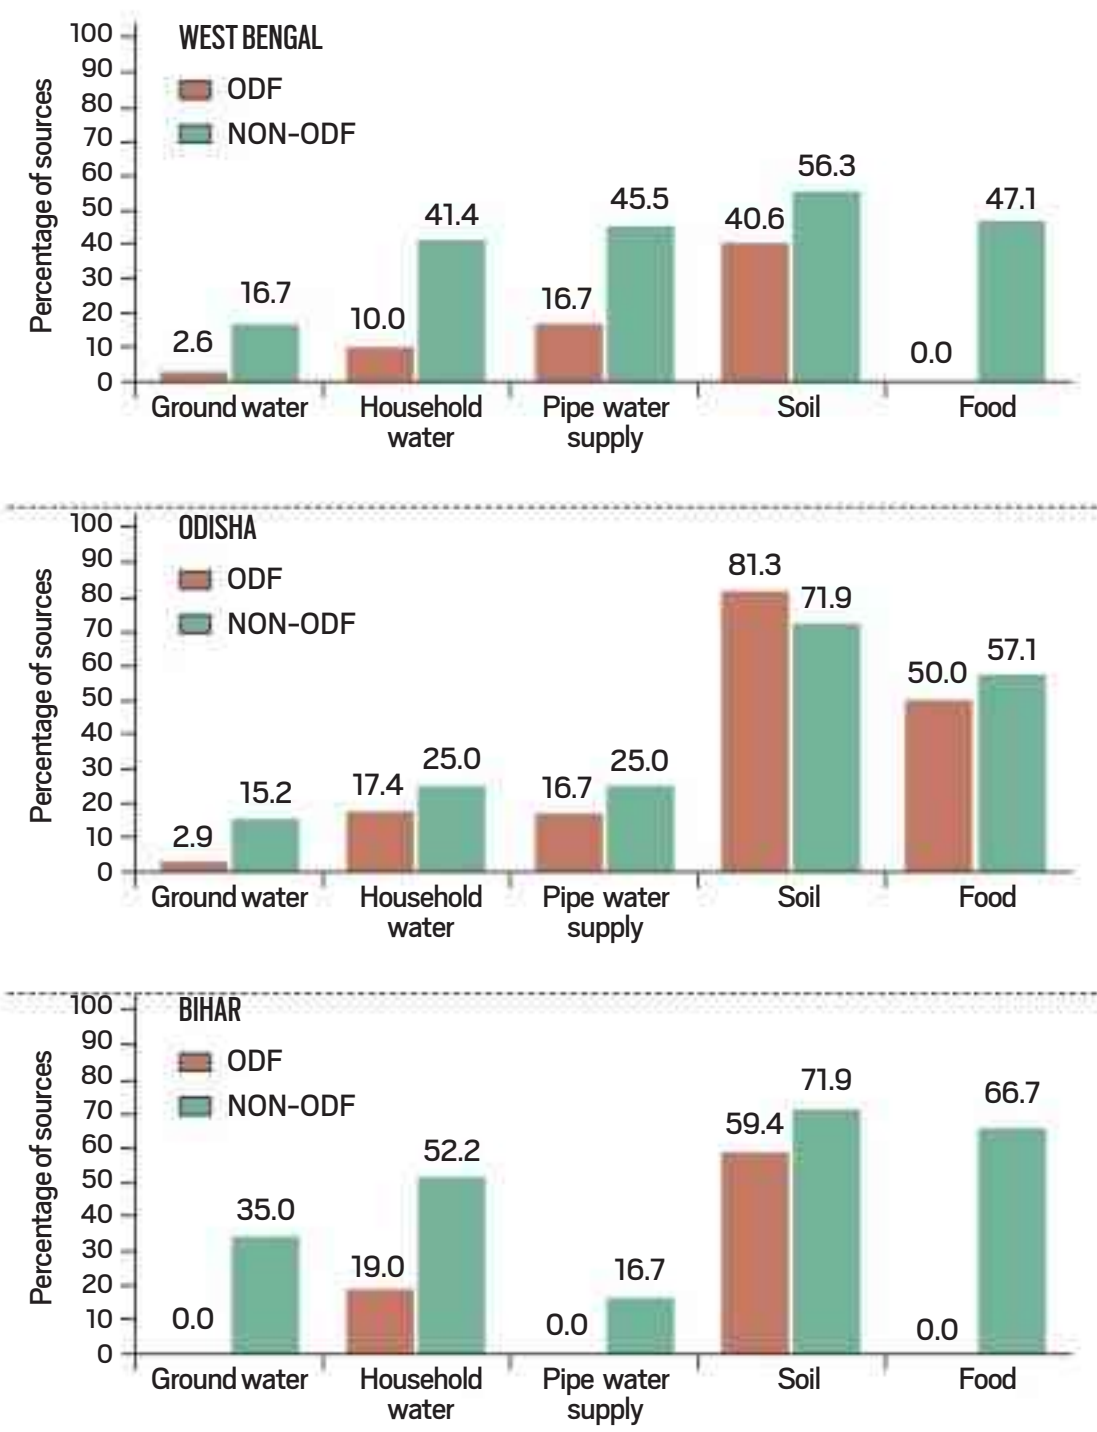 WEST BENGAL
ODF
NON-ODF
Percentage of sources
100
90
80
70
60
50
40
30
20
10
0
2.6
16.7
10.0
41.4
16.7
45.5
40.6
56.3
0.0
47.1
Ground water
Household
water
Pipe water
supply
Soil
Food
ODISHA
ODF
NON-ODF
Percentage of sources
100
90
80
70
60
50
40
30
20
10
0
2.9
15.2
17.4
25.0
16.7
25.0
81.3
71.9
50.0
57.1
Ground water
Household
water
Pipe water
supply
Soil
Food
BIHAR
ODF
NON-ODF
Percentage of sources
100
90
80
70
60
50
40
30
20
10
0
0.0
35.0
19.0
52.2
0.0
16.7
59.4
71.9
0.0
66.7
Ground water
Household
water
Pipe water
supply
Soil
Food